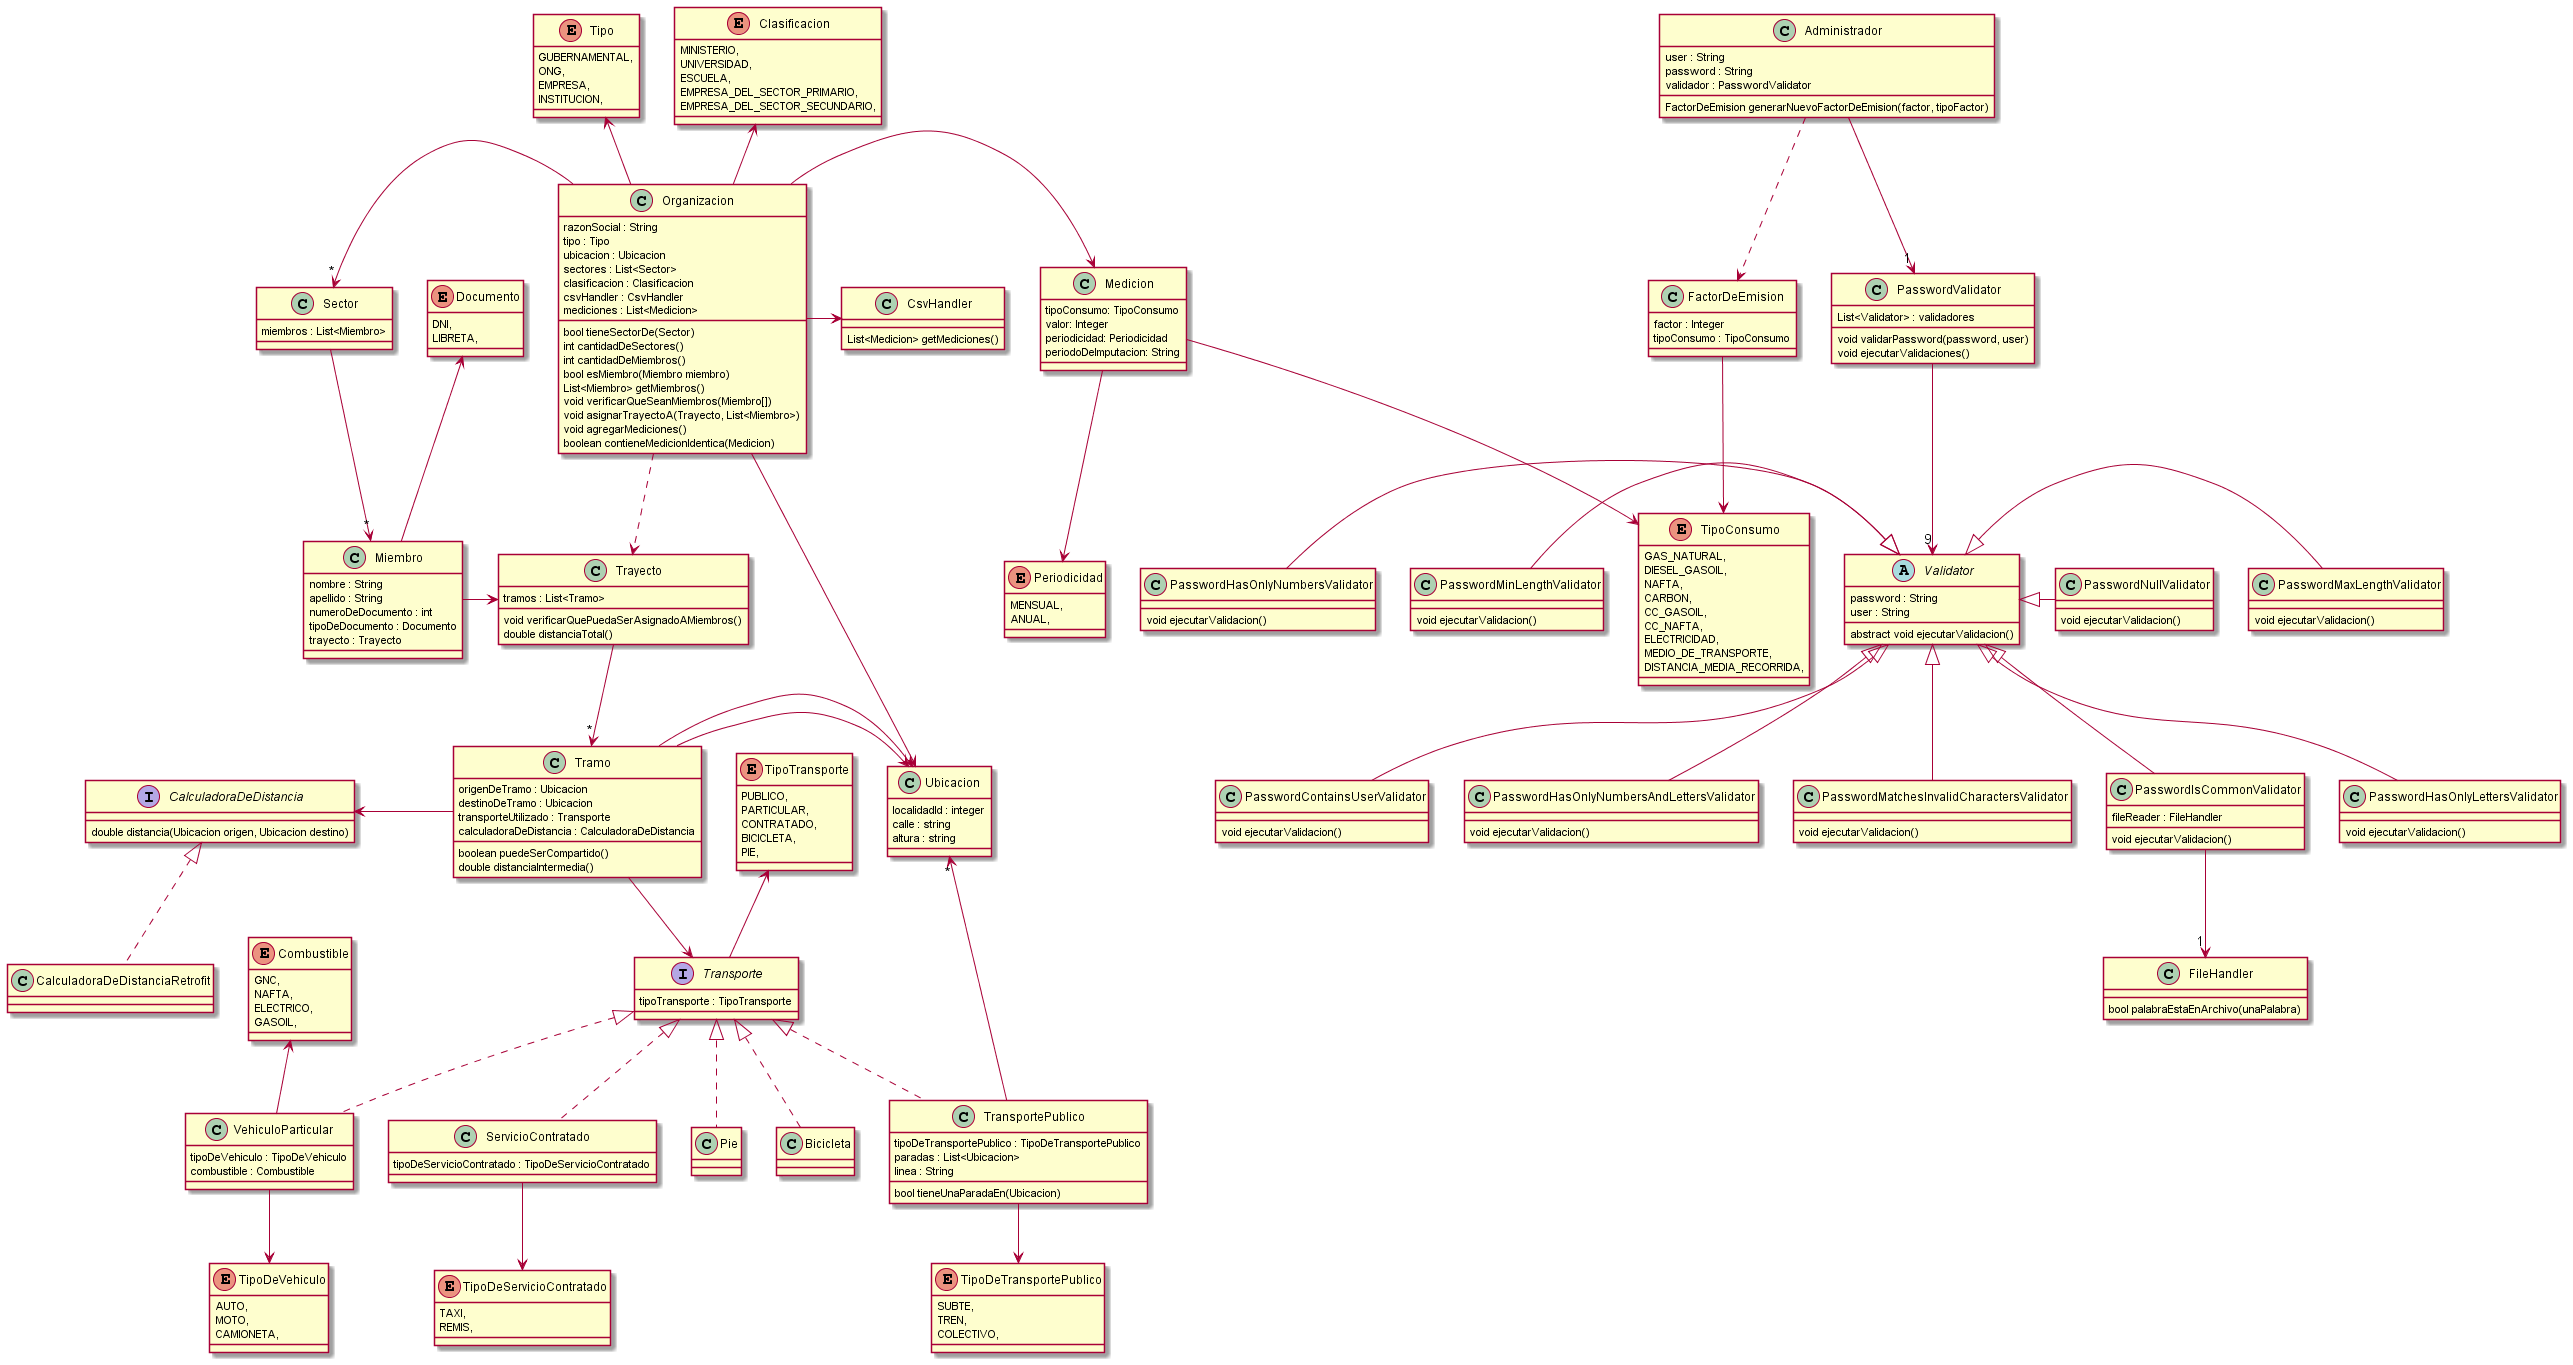 E Tipo
GUBERNAMENTAL,
ONG,
EMPRESA,
INSTITUCION,
E Clasificacion
MINISTERIO,
UNIVERSIDAD,
ESCUELA,
EMPRESA_DEL_SECTOR_PRIMARIO,
EMPRESA_DEL_SECTOR_SECUNDARIO,
C Administrador
user : String
password : String
validador : PasswordValidator
FactorDeEmision generarNuevoFactorDeEmision(factor, tipoFactor)
C Organizacion
razonSocial : String
tipo : Tipo
ubicacion : Ubicacion
sectores : List<Sector>
clasificacion : Clasificacion
csvHandler : CsvHandler
mediciones : List<Medicion>
bool tieneSectorDe(Sector)
int cantidadDeSectores()
int cantidadDeMiembros()
bool esMiembro(Miembro miembro)
List<Miembro> getMiembros()
void verificarQueSeanMiembros(Miembro[])
void asignarTrayectoA(Trayecto, List<Miembro>)
void agregarMediciones()
boolean contieneMedicionIdentica(Medicion)
*
C Sector
miembros : List<Miembro>
E Documento
DNI,
LIBRETA,
C CsvHandler
List<Medicion> getMediciones()
C Medicion
tipoConsumo: TipoConsumo
valor: Integer
periodicidad: Periodicidad
periodoDeImputacion: String
C FactorDeEmision
factor : Integer
tipoConsumo : TipoConsumo
1
C PasswordValidator
List<Validator> : validadores
void validarPassword(password, user)
void ejecutarValidaciones()
*
C Miembro
nombre : String
apellido : String
numeroDeDocumento : int
tipoDeDocumento : Documento
trayecto : Trayecto
C Trayecto
tramos : List<Tramo>
void verificarQuePuedaSerAsignadoAMiembros()
double distanciaTotal()
E Periodicidad
MENSUAL,
ANUAL,
C PasswordHasOnlyNumbersValidator
void ejecutarValidacion()
C PasswordMinLengthValidator
void ejecutarValidacion()
E TipoConsumo
GAS_NATURAL,
DIESEL_GASOIL,
NAFTA,
CARBON,
CC_GASOIL,
CC_NAFTA,
ELECTRICIDAD,
MEDIO_DE_TRANSPORTE,
DISTANCIA_MEDIA_RECORRIDA,
9
A Validator
password : String
user : String
abstract void ejecutarValidacion()
C PasswordNullValidator
void ejecutarValidacion()
C PasswordMaxLengthValidator
void ejecutarValidacion()
*
C Tramo
origenDeTramo : Ubicacion
destinoDeTramo : Ubicacion
transporteUtilizado : Transporte
calculadoraDeDistancia : CalculadoraDeDistancia
boolean puedeSerCompartido()
double distanciaIntermedia()
I CalculadoraDeDistancia
double distancia(Ubicacion origen, Ubicacion destino)
E TipoTransporte
PUBLICO,
PARTICULAR,
CONTRATADO,
BICICLETA,
PIE,
C Ubicacion
localidadId : integer
calle : string
altura : string
*
C PasswordContainsUserValidator
void ejecutarValidacion()
C PasswordHasOnlyNumbersAndLettersValidator
void ejecutarValidacion()
C PasswordMatchesInvalidCharactersValidator
void ejecutarValidacion()
C PasswordIsCommonValidator
fileReader : FileHandler
void ejecutarValidacion()
C PasswordHasOnlyLettersValidator
void ejecutarValidacion()
C CalculadoraDeDistanciaRetrofit
E Combustible
GNC,
NAFTA,
ELECTRICO,
GASOIL,
I Transporte
tipoTransporte : TipoTransporte
1
C FileHandler
bool palabraEstaEnArchivo(unaPalabra)
C VehiculoParticular
tipoDeVehiculo : TipoDeVehiculo
combustible : Combustible
C ServicioContratado
tipoDeServicioContratado : TipoDeServicioContratado
C Pie
C Bicicleta
C TransportePublico
tipoDeTransportePublico : TipoDeTransportePublico
paradas : List<Ubicacion>
linea : String
bool tieneUnaParadaEn(Ubicacion)
E TipoDeVehiculo
AUTO,
MOTO,
CAMIONETA,
E TipoDeServicioContratado
TAXI,
REMIS,
E TipoDeTransportePublico
SUBTE,
TREN,
COLECTIVO,